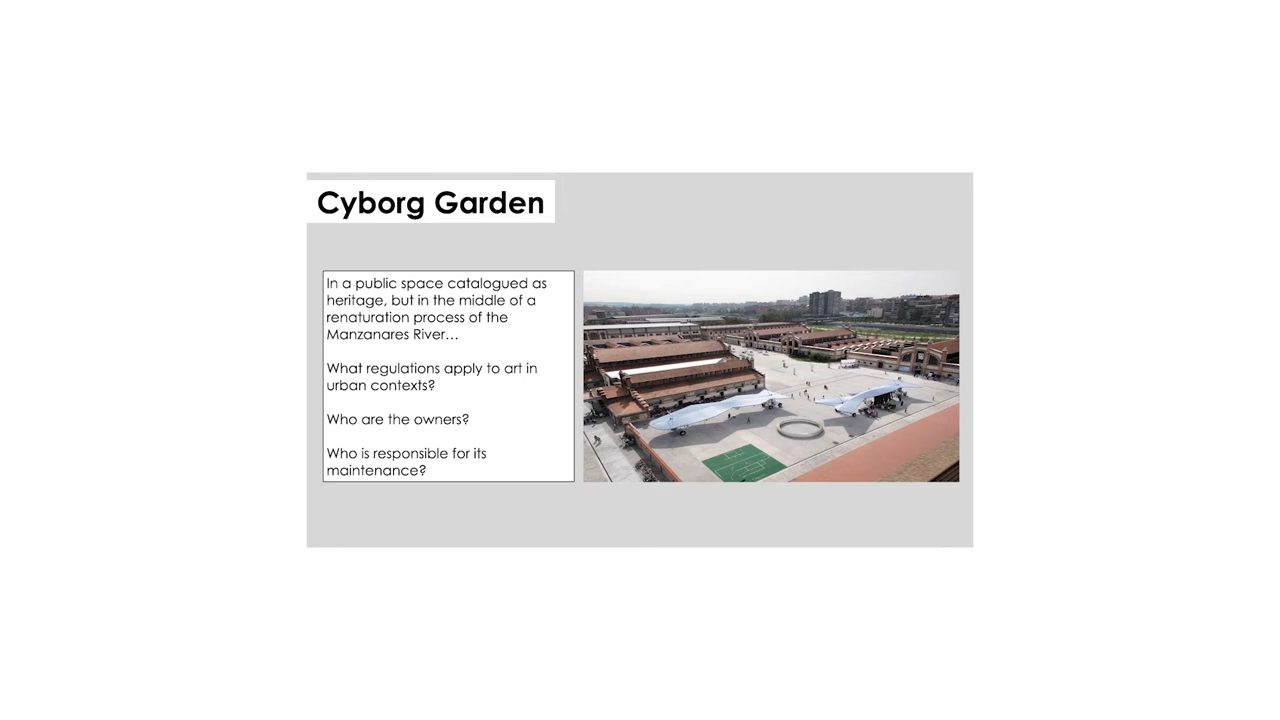 Cyborg Garden
In a public space catalogued as
heritage, but in the middle of a
renaturation process of the
Manzanares River…
What regulations apply to art in
urban contexts?
Who are the owners?
Who is responsible for its
maintenance?